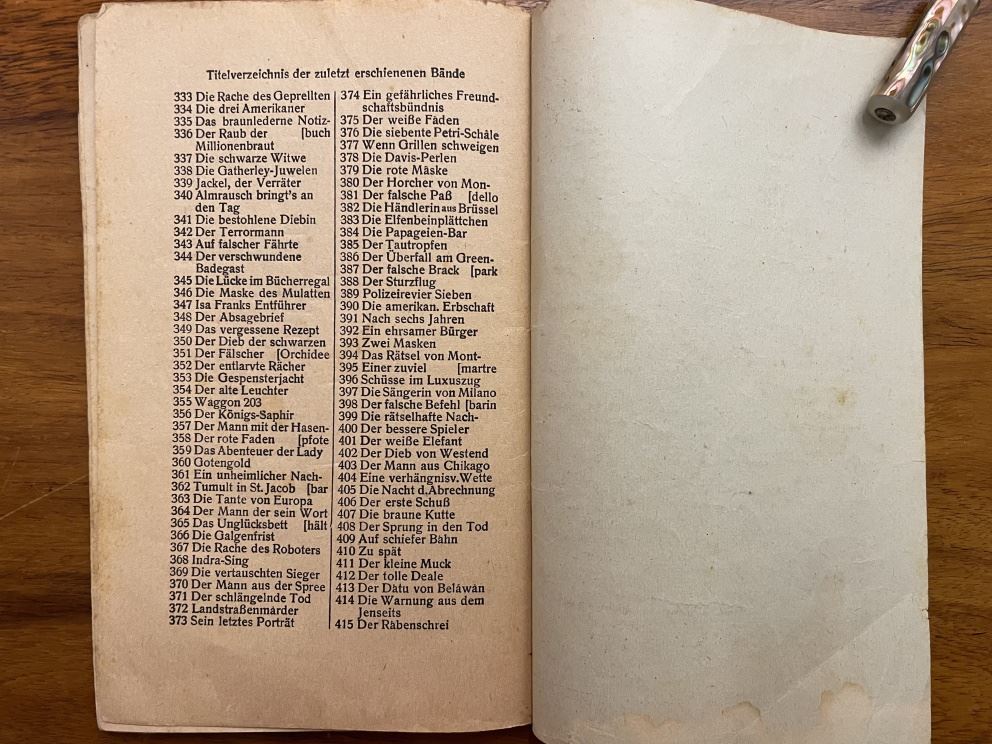 Titelverzeichnis der zuletzt erschienenen Bände
333 Die Rache des Geprellten
334 Die drei Amerikaner
335 Das braunlederne Notiz-
336 Der Raub der [buch
Millionenbraut
337 Die schwarze Witwe
338 Die Gatherley-Juwelen
339 Jackel, der Verräter
340 Almrausch bringt's an
den Tag
341 Die bestohlene Diebin
342 Der Terrormann
343 Auf falscher Fährte
344 Der verschwundene
Badegast
345 Die Lücke im Bücherregal
346 Die Maske des Mulatten
347 Isa Franks Entführer
348 Der Absagebrief
349 Das vergessene Rezept
350 Der Dieb der schwarzen
351 Der Fälscher [Orchidee
352 Der entlarvte Rächer
353 Die Gespensterjacht
354 Der alte Leuchter
355 Waggon 203
356 Der Königs-Saphir
357 Der Mann mit der Hasen-
358 Der rote Faden [pfote
359 Das Abenteuer der Lady
360 Gotengold
361 Ein unheimlicher Nach-
362 Tumult in St. Jacob [bar
363 Die Tante von Europa
364 Der Mann der sein Wort
365 Das Unglücksbett [hält
366 Die Galgenfrist
367 Die Rache des Roboters
368 Indra-Sing
369 Die vertauschten Sieger
370 Der Mann aus der Spree
371 Der schlängelnde Tod
372 Landstraßenmarder
373 Sein letztes Porträt
374 Ein gefährliches Freund-
schaftsbündnis
375 Der weiße Faden
376 Die siebente Petri-Schale
377 Wenn Grillen schweigen
378 Die Davis-Perlen
379 Die rote Maske
380 Der Horcher von Mon-
381 Der falsche Paß [dello
382 Die Händlerin aus Brüssel
383 Die Elfenbeinplättchen
384 Die Papageien-Bar
385 Der Tautropfen
386 Der Überfall am Green-
387 Der falsche Brack [park
388 Der Sturzflug
389 Polizeirevier Sieben
390 Die amerikan. Erbschaft
391 Nach sechs Jahren
392 Ein ehrsamer Bürger
393 Zwei Masken
394 Das Rätsel von Mont-
395 Einer zuviel [martre
396 Schüsse im Luxuszug
397 Die Sängerin von Milano
398 Der falsche Befehl [barin
399 Die rätselhafte Nach-
400 Der bessere Spieler
401 Der weiße Elefant
402 Der Dieb von Westend
403 Der Mann aus Chikago
404 Eine verhängnisv. Wette
405 Die Nacht d. Abrechnung
406 Der erste Schuß
407 Die braune Kutte
408 Der Sprung in den Tod
409 Auf schiefer Bahn
410 Zu spät
411 Der kleine Muck
412 Der tolle Deale
413 Der Datu von Belawan
414 Die Warnung aus dem
Jenseits
415 Der Rabenschrei